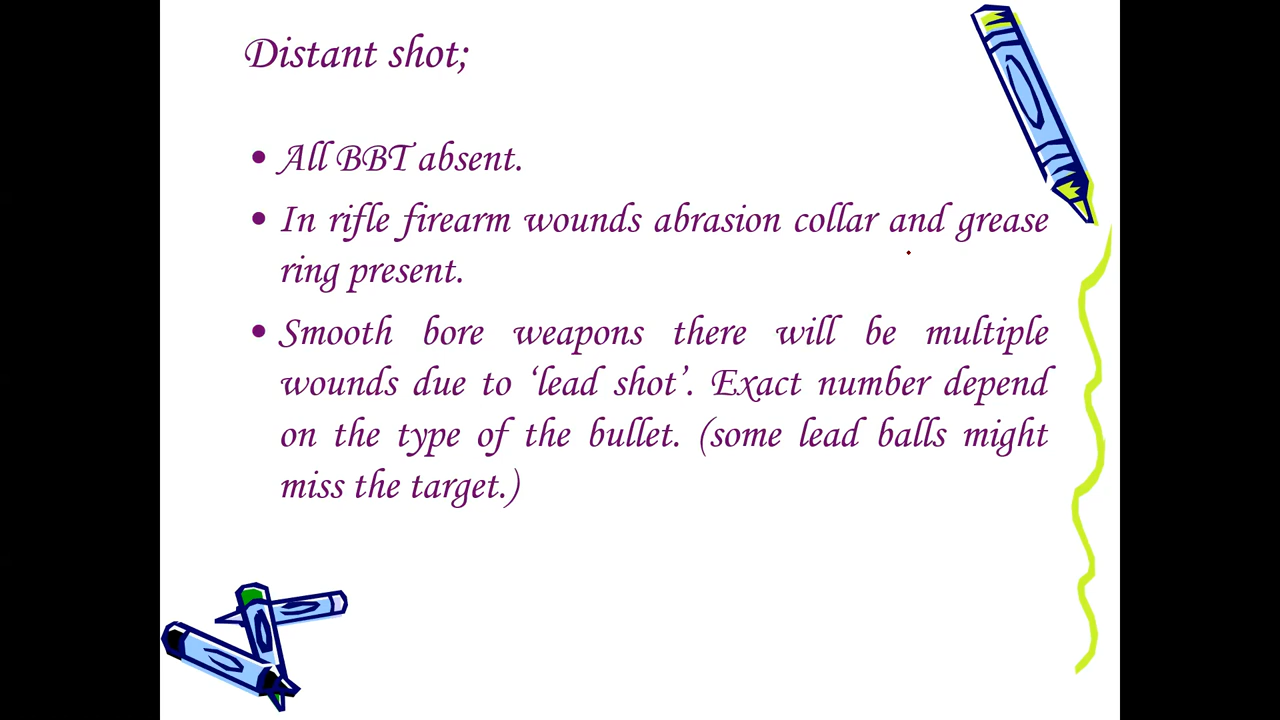 Distant shot;
• All BBT absent.
• In rifle firearm wounds abrasion collar and grease
ring present.
• Smooth bore weapons there will be multiple
wounds due to ‘lead shot’. Exact number depend
on the type of the bullet. (some lead balls might
miss the target.)